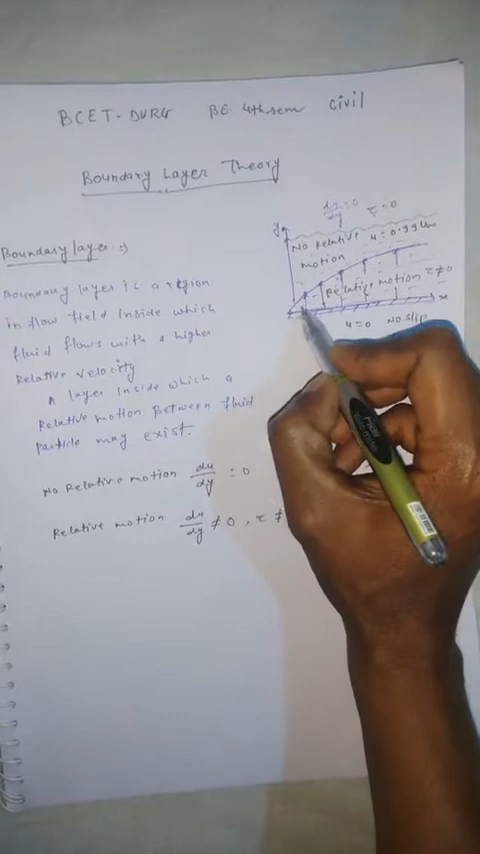 BCET-DURG BE 4th sem civil
Boundary Layer Theory
Boundary layer :)
Boundary layer is a region
in flow field inside which
fluid flows with a higher
Relative velocity
A layer inside which a
Relative motion Between fluid
particle may exist.
No Relative motion du/dy = 0
Relative motion du/dy ≠ 0, τ ≠
du/dy = 0 τ = 0
y
No Relative u = 0.99 U∞
motion
Relative motion τ ≠ 0
x
u = 0 No slip